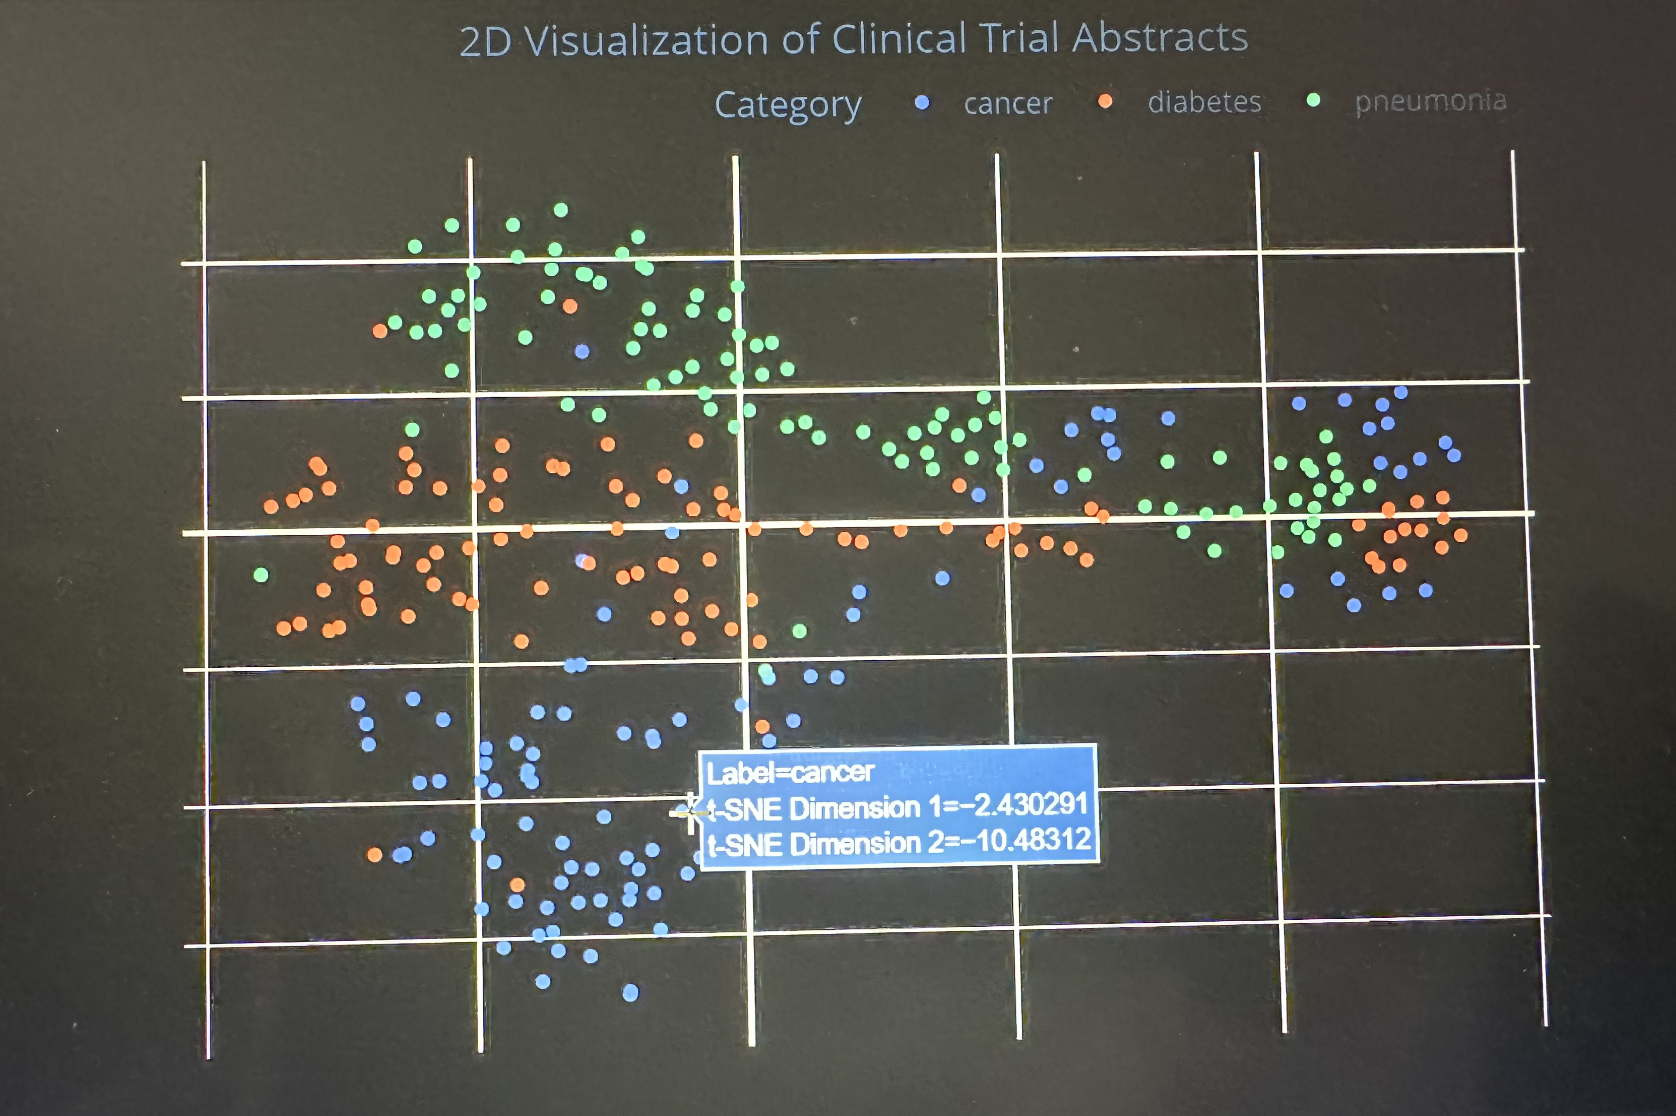 2D Visualization of Clinical Trial Abstracts
Category cancer diabetes pneumonia
Label=cancer
t-SNE Dimension 1=−2.430291
t-SNE Dimension 2=−10.48312